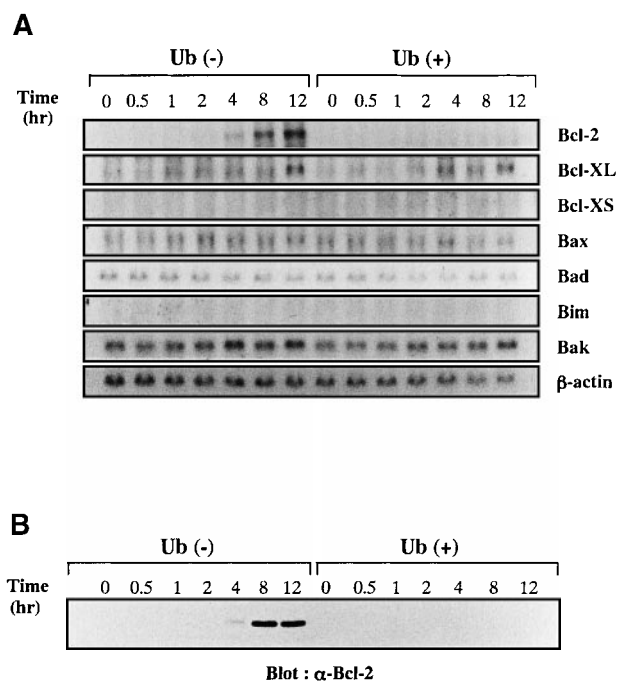 A
Ub (-) Ub (+)
Time (hr) 0 0.5 1 2 4 8 12 0 0.5 1 2 4 8 12
Bcl-2
Bcl-XL
Bcl-XS
Bax
Bad
Bim
Bak
β-actin
B
Ub (-) Ub (+)
Time (hr) 0 0.5 1 2 4 8 12 0 0.5 1 2 4 8 12
Blot : α-Bcl-2